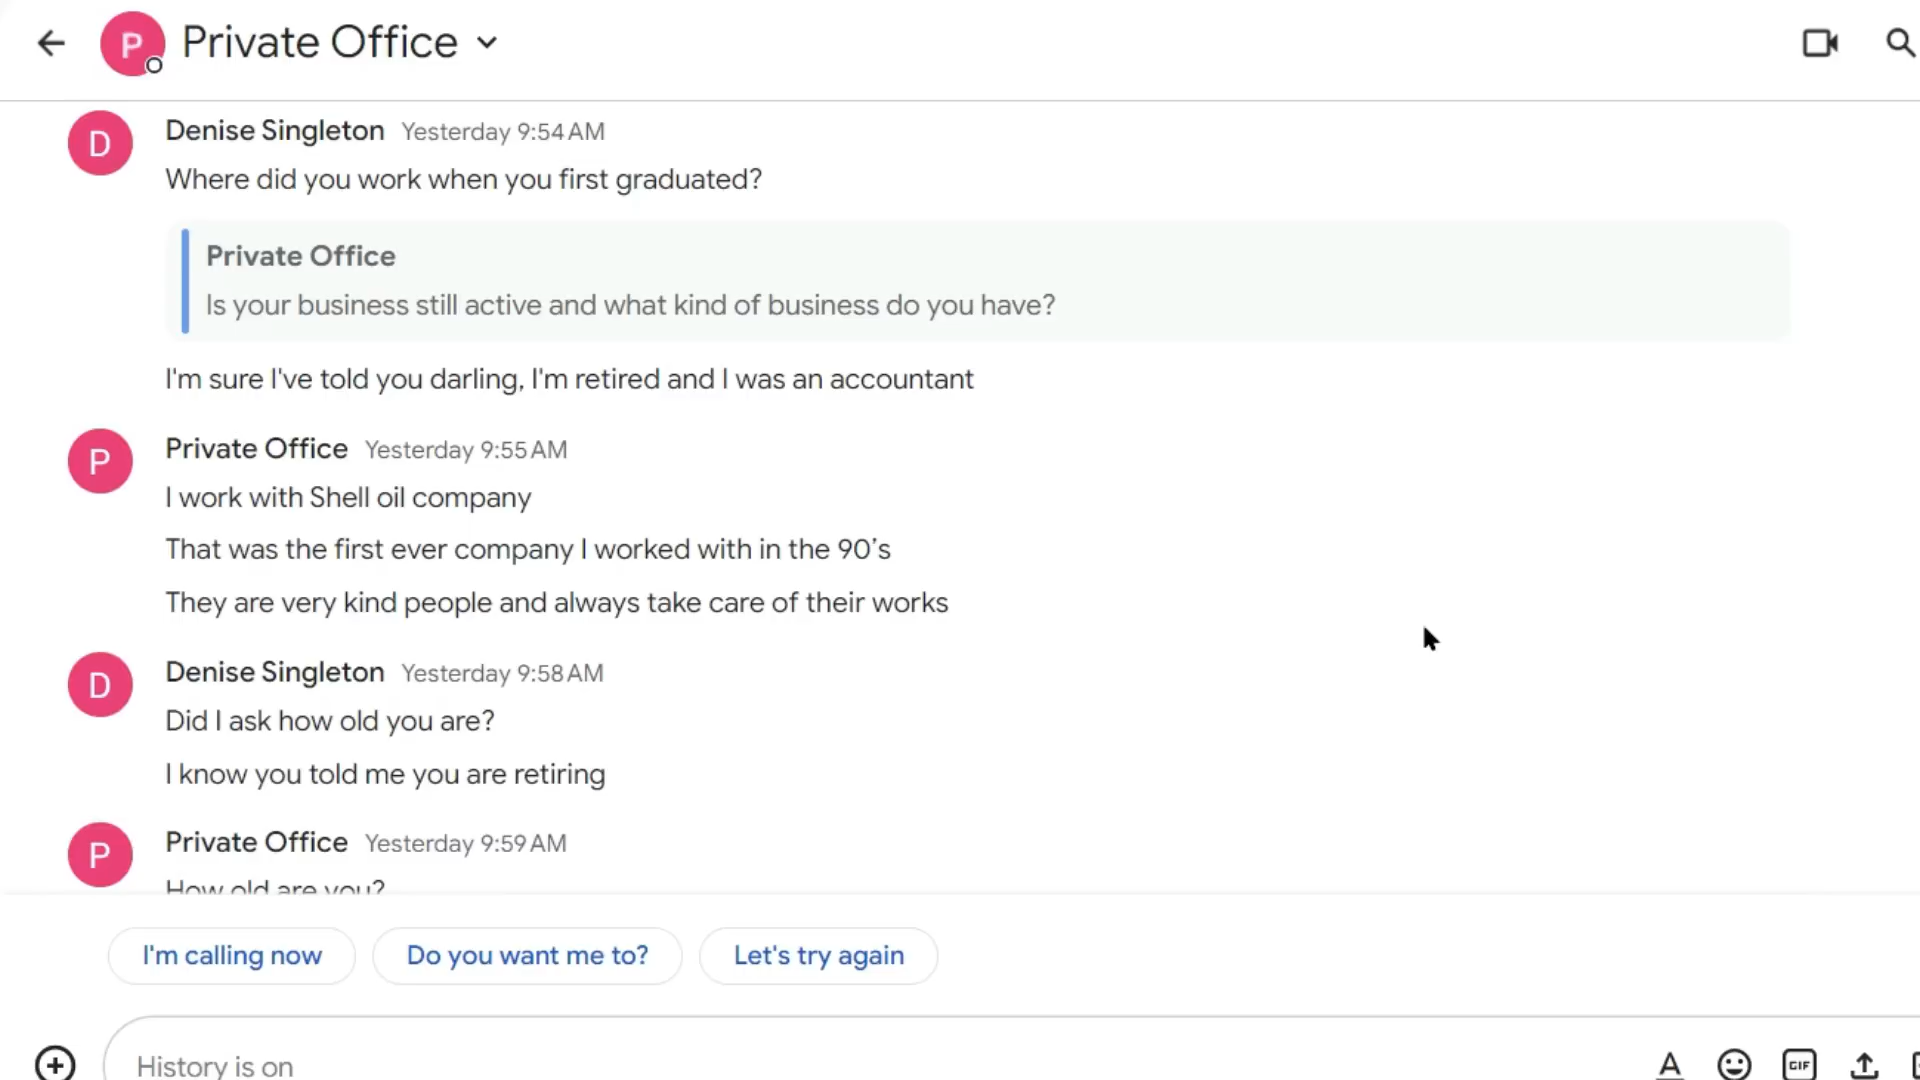 P Private Office
D Denise Singleton Yesterday 9:54 AM
Where did you work when you first graduated?
Private Office
Is your business still active and what kind of business do you have?
I'm sure I've told you darling, I'm retired and I was an accountant
P Private Office Yesterday 9:55 AM
I work with Shell oil company
That was the first ever company I worked with in the 90's
They are very kind people and always take care of their works
D Denise Singleton Yesterday 9:58 AM
Did I ask how old you are?
I know you told me you are retiring
P Private Office Yesterday 9:59 AM
How old are you?
I'm calling now Do you want me to? Let's try again
History is on A GIF